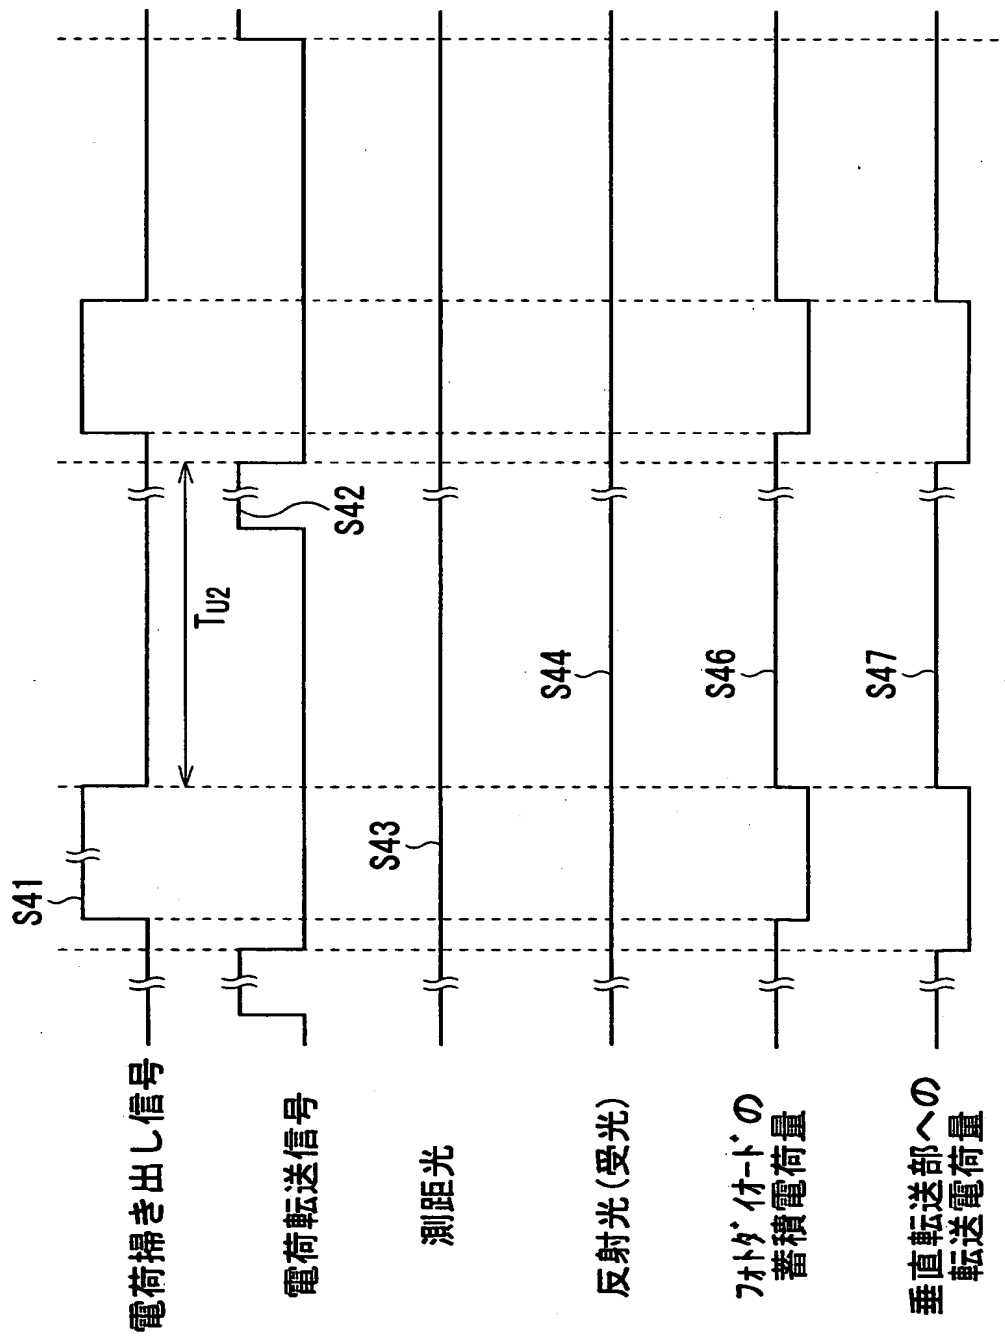 電荷掃き出し信号
S41
TU2
電荷転送信号
S42
測距光
S43
反射光(受光)
S44
フォトダイオードの
蓄積電荷量
S46
垂直転送部への
転送電荷量
S47